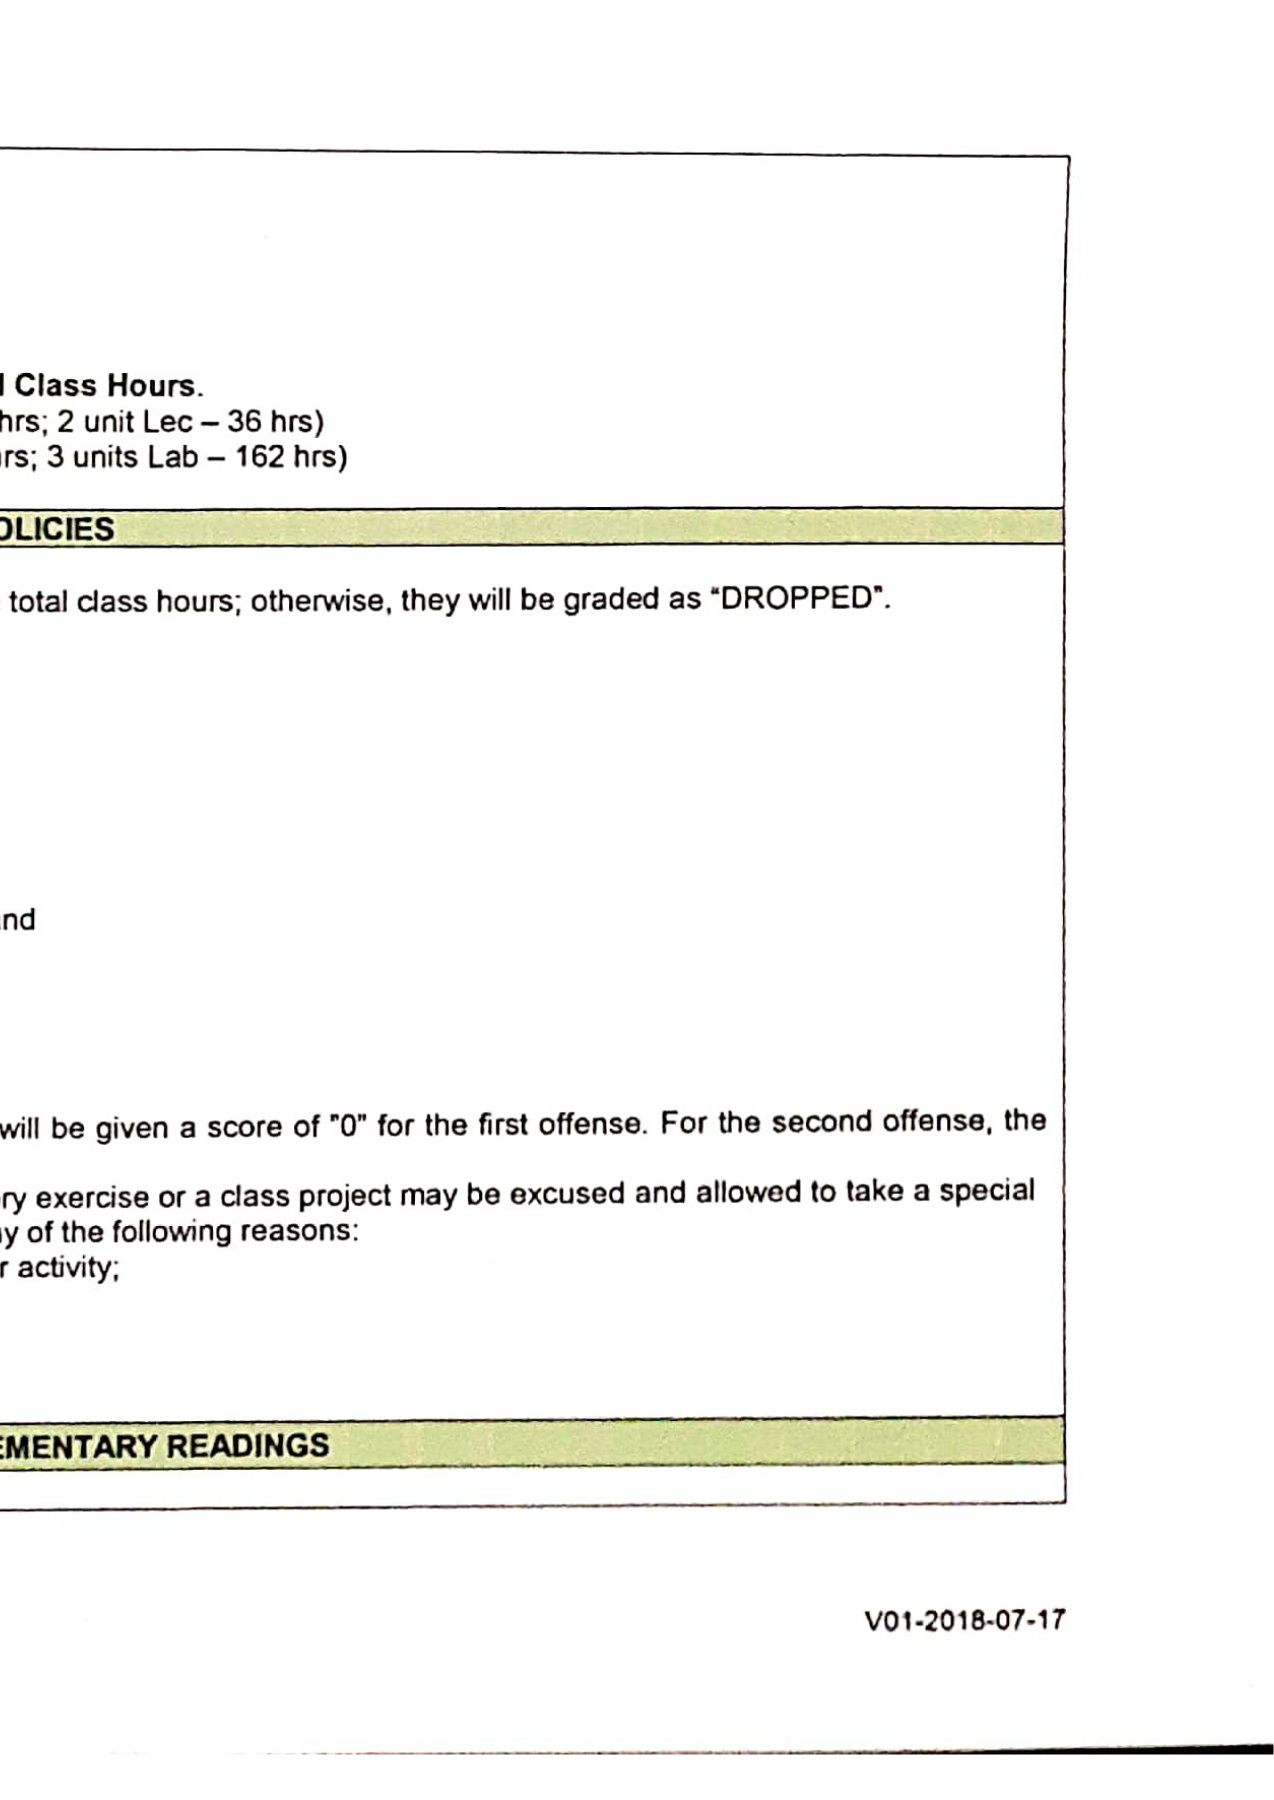 Class Hours.
hrs; 2 unit Lec – 36 hrs)
rs; 3 units Lab – 162 hrs)
OLICIES
total class hours; otherwise, they will be graded as “DROPPED”.
nd
will be given a score of "0" for the first offense. For the second offense, the
ry exercise or a class project may be excused and allowed to take a special
y of the following reasons:
r activity;
EMENTARY READINGS
V01-2018-07-17